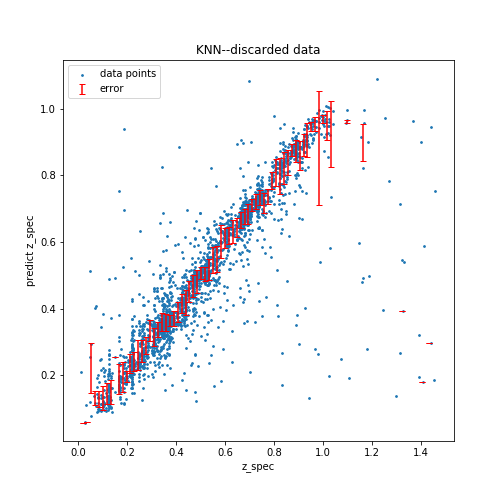 KNN--discarded data
data points
error
predict z_spec
1.0
0.8
0.6
0.4
0.2
0.0 0.2 0.4 0.6 0.8 1.0 1.2 1.4
z_spec